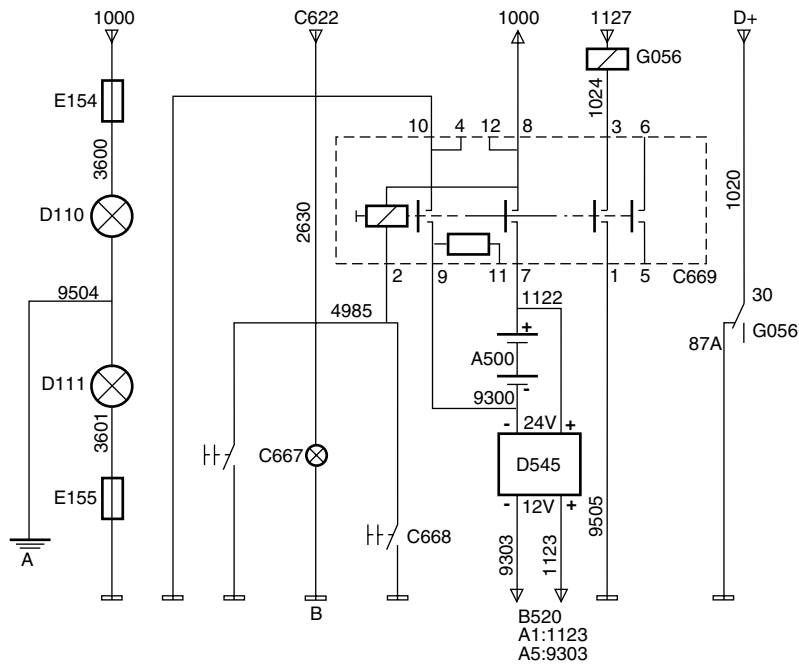 1000 C622 1000 1127 D+
G056
E154
1024
10 4 12 8 3 6
3600
D110
2630
1020
2 9 11 7 1 5
C669
9504
4985
1122
30
+
G056
87A
A500
D111
-
9300
3601
- 24V +
C667
D545
E155
- 12V +
9505
C668
A
9303
1123
B
B520
A1:1123
A5:9303